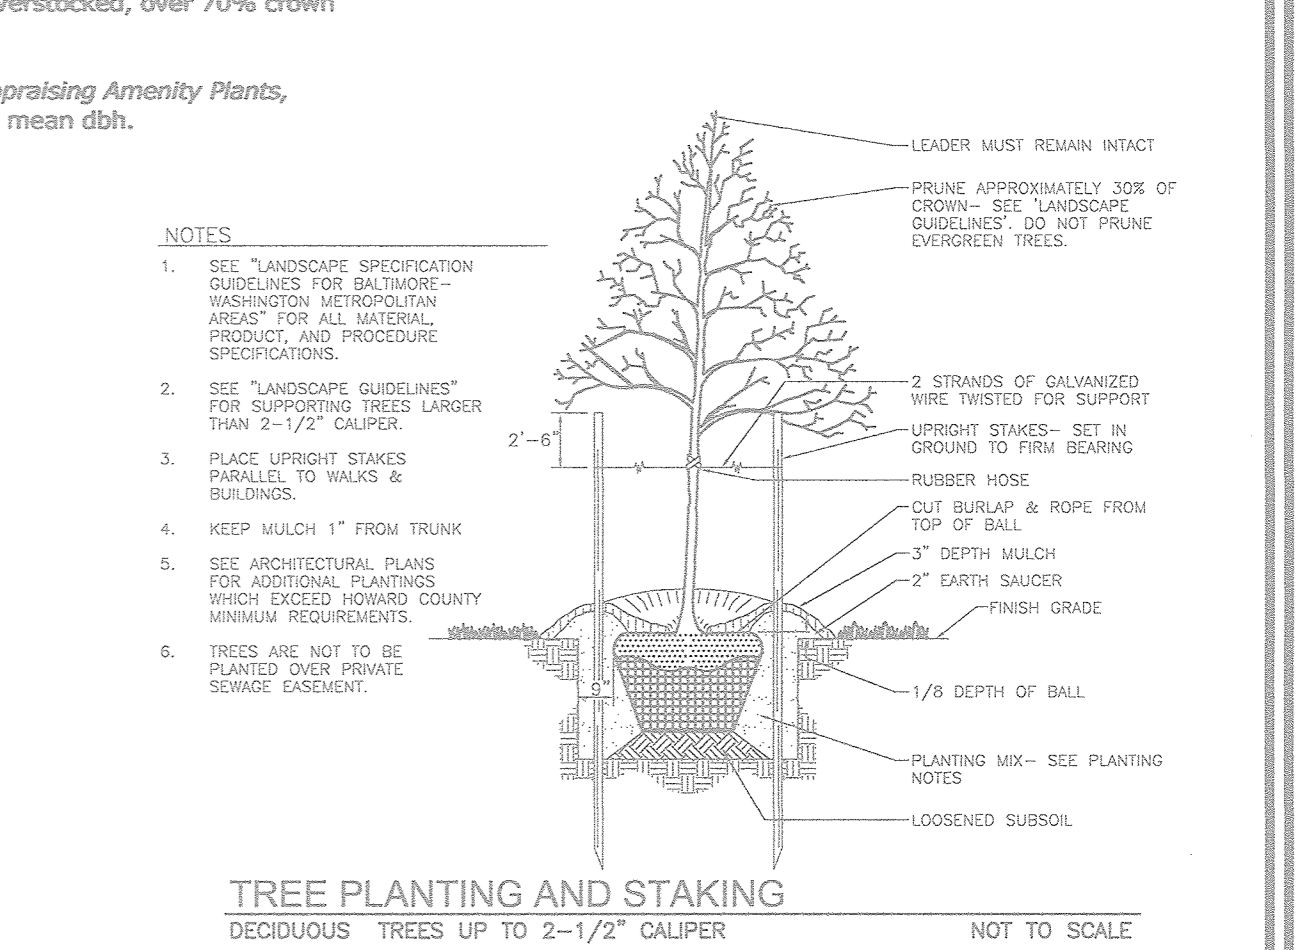 verstocked, over 70% crown
ppraising Amenity Plants,
mean dbh.
NOTES
1. SEE "LANDSCAPE SPECIFICATION
GUIDELINES FOR BALTIMORE-
WASHINGTON METROPOLITAN
AREAS" FOR ALL MATERIAL,
PRODUCT, AND PROCEDURE
SPECIFICATIONS.
2. SEE "LANDSCAPE GUIDELINES"
FOR SUPPORTING TREES LARGER
THAN 2-1/2" CALIPER.
3. PLACE UPRIGHT STAKES
PARALLEL TO WALKS &
BUILDINGS.
4. KEEP MULCH 1" FROM TRUNK
5. SEE ARCHITECTURAL PLANS
FOR ADDITIONAL PLANTINGS
WHICH EXCEED HOWARD COUNTY
MINIMUM REQUIREMENTS.
6. TREES ARE NOT TO BE
PLANTED OVER PRIVATE
SEWAGE EASEMENT.
2'-6"
9"
LEADER MUST REMAIN INTACT
PRUNE APPROXIMATELY 30% OF
CROWN- SEE 'LANDSCAPE
GUIDELINES'. DO NOT PRUNE
EVERGREEN TREES.
2 STRANDS OF GALVANIZED
WIRE TWISTED FOR SUPPORT
UPRIGHT STAKES- SET IN
GROUND TO FIRM BEARING
RUBBER HOSE
CUT BURLAP & ROPE FROM
TOP OF BALL
3" DEPTH MULCH
2" EARTH SAUCER
FINISH GRADE
1/8 DEPTH OF BALL
PLANTING MIX- SEE PLANTING
NOTES
LOOSENED SUBSOIL
TREE PLANTING AND STAKING
DECIDUOUS TREES UP TO 2-1/2" CALIPER NOT TO SCALE